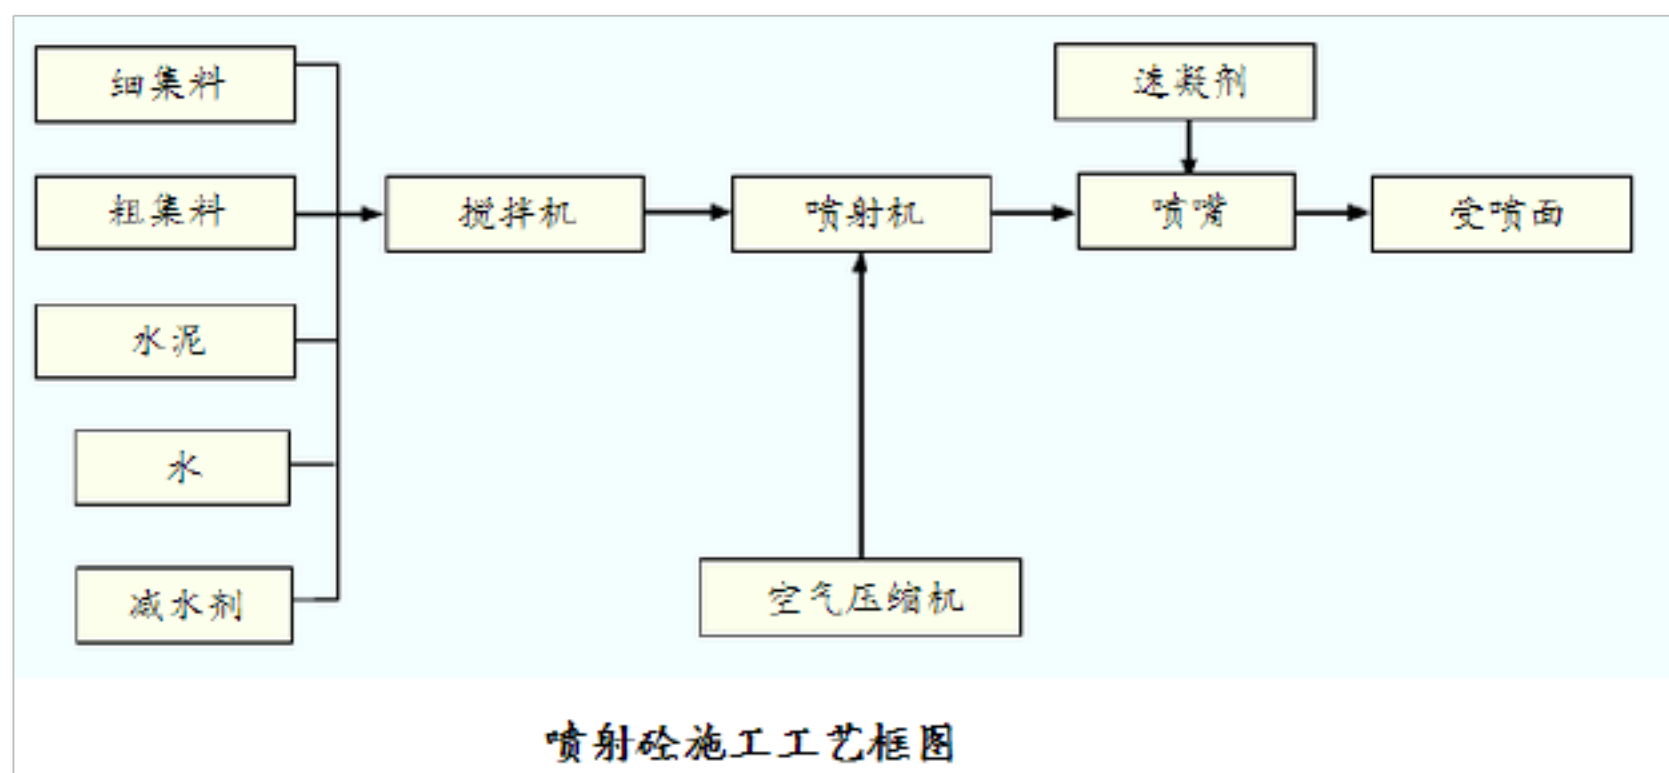 细集料
速凝剂
粗集料
搅拌机
喷射机
喷嘴
受喷面
水泥
水
减水剂
空气压缩机
喷射砼施工工艺框图